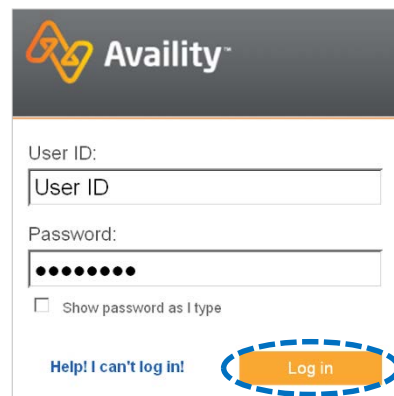 Availity™
User ID:
User ID
Password:
••••••••
Show password as I type
Help! I can't log in!
Log in